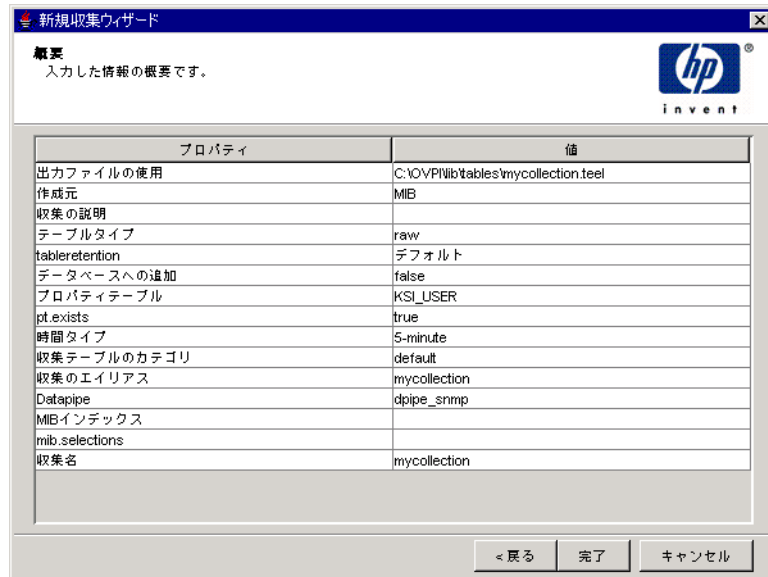 新規収集ウィザード
概要
入力した情報の概要です。
hp
®
invent
プロパティ 値
出力ファイルの使用 C:\OVPI\lib\tables\mycollection.teel
作成元 MIB
収集の説明
テーブルタイプ raw
tableretention デフォルト
データベースへの追加 false
プロパティテーブル KSI_USER
pt.exists true
時間タイプ 5-minute
収集テーブルのカテゴリ default
収集のエイリアス mycollection
Datapipe dpipe_snmp
MIBインデックス
mib.selections
収集名 mycollection
<戻る 完了 キャンセル